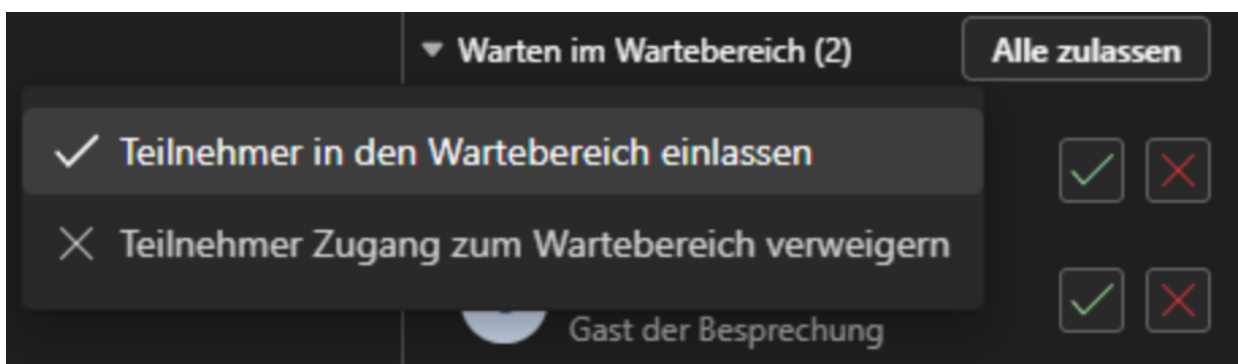 Warten im Wartebereich (2)
Alle zulassen
Teilnehmer in den Wartebereich einlassen
Teilnehmer Zugang zum Wartebereich verweigern
Gast der Besprechung